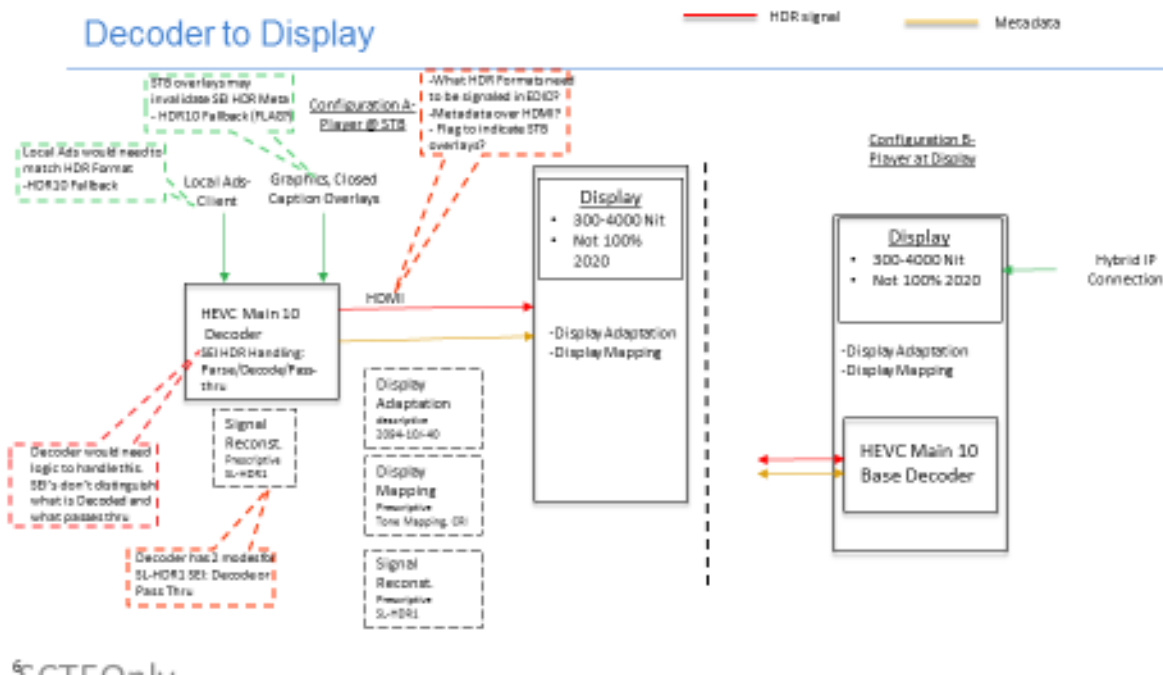 Decoder to Display
HDR signal
Metadata
STB overlays may
invalidate SEI HDR Meta
- HDR10 Fallback (FLAG?)
Configuration A-
Player @ STB
-What HDR Formats need
to be signaled in EDID?
-Metadata over HDMI?
- Flag to indicate STB
overlays?
Configuration B-
Player at Display
Local Ads would need to
match HDR Format
-HDR10 Fallback
Local Ads-
Client
Graphics, Closed
Caption Overlays
Display
• 300-4000 Nit
• Not 100%
2020
-Display Adaptation
-Display Mapping
HDMI
HEVC Main 10
Decoder
SEI HDR Handling:
Parse/Decode/Pass-
thru
Signal
Reconst.
Prescriptive
SL-HDR1
Display
Adaptation
descriptive
2094-10/-40
Display
Mapping
Prescriptive
Tone Mapping, CRI
Signal
Reconst.
Prescriptive
SL-HDR1
Decoder would need
logic to handle this.
SEI's don't distinguish
what is Decoded and
what passes thru
Decoder has 2 modes for
SL-HDR1 SEI: Decode or
Pass Thru
Display
• 300-4000 Nit
• Not 100% 2020
Hybrid IP
Connection
-Display Adaptation
-Display Mapping
HEVC Main 10
Base Decoder
6